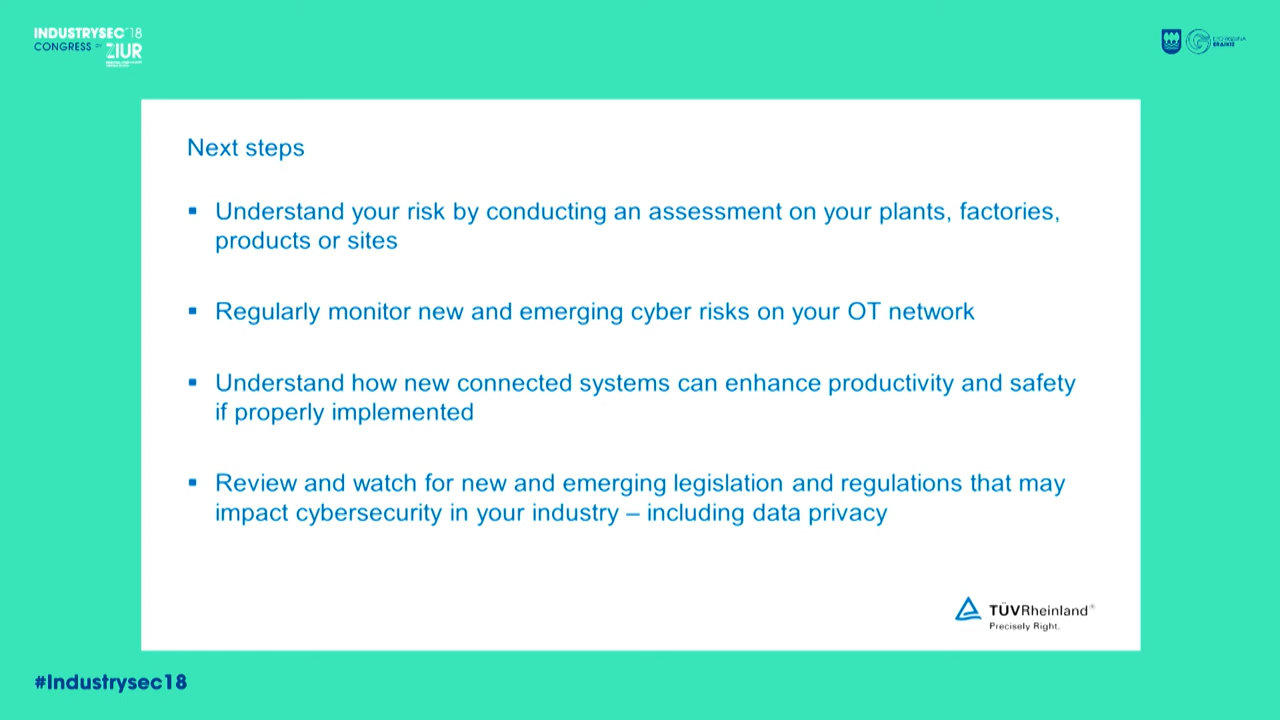 INDUSTRYSEC'18
CONGRESS BY ZIUR
Next steps
▪ Understand your risk by conducting an assessment on your plants, factories,
products or sites
▪ Regularly monitor new and emerging cyber risks on your OT network
▪ Understand how new connected systems can enhance productivity and safety
if properly implemented
▪ Review and watch for new and emerging legislation and regulations that may
impact cybersecurity in your industry – including data privacy
TÜVRheinland®
Precisely Right.
#Industrysec18